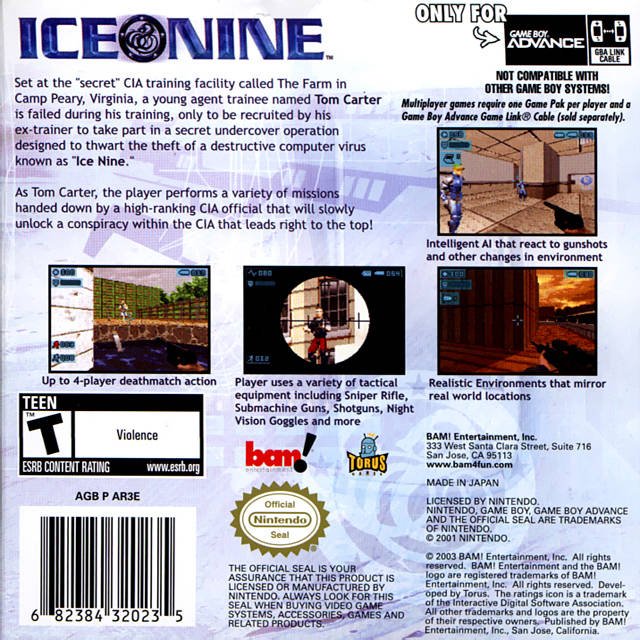 ICE NINE™
ONLY FOR
GAME BOY ADVANCE
GBA LINK
CABLE
NOT COMPATIBLE WITH
OTHER GAME BOY SYSTEMS!
Multiplayer games require one Game Pak per player and a
Game Boy Advance Game Link® Cable (sold separately).
Set at the "secret" CIA training facility called The Farm in
Camp Peary, Virginia, a young agent trainee named Tom Carter
is failed during his training, only to be recruited by his
ex-trainer to take part in a secret undercover operation
designed to thwart the theft of a destructive computer virus
known as "Ice Nine."
As Tom Carter, the player performs a variety of missions
handed down by a high-ranking CIA official that will slowly
unlock a conspiracy within the CIA that leads right to the top!
Intelligent AI that react to gunshots
and other changes in environment
Up to 4-player deathmatch action
Player uses a variety of tactical
equipment including Sniper Rifle,
Submachine Guns, Shotguns, Night
Vision Goggles and more
Realistic Environments that mirror
real world locations
TEEN
T™
Violence
ESRB CONTENT RATING www.esrb.org
AGB P AR3E
6 82384 32023 5
bam!
entertainment
TORUS
GAMES
Official
Nintendo
Seal
THE OFFICIAL SEAL IS YOUR
ASSURANCE THAT THIS PRODUCT IS
LICENSED OR MANUFACTURED BY
NINTENDO. ALWAYS LOOK FOR THIS
SEAL WHEN BUYING VIDEO GAME
SYSTEMS, ACCESSORIES, GAMES AND
RELATED PRODUCTS.
BAM! Entertainment, Inc.
333 West Santa Clara Street, Suite 716
San Jose, CA 95113
www.bam4fun.com
MADE IN JAPAN
LICENSED BY NINTENDO.
NINTENDO, GAME BOY, GAME BOY ADVANCE
AND THE OFFICIAL SEAL ARE TRADEMARKS
OF NINTENDO.
© 2001 NINTENDO.
© 2003 BAM! Entertainment, Inc. All rights
reserved. BAM! Entertainment and the BAM!
logo are registered trademarks of BAM!
Entertainment, Inc. All rights reserved. Devel-
oped by Torus. The ratings icon is a trademark
of the Interactive Digital Software Association.
All other trademarks and logos are the property
of their respective owners. Published by BAM!
Entertainment, Inc., San Jose, California.